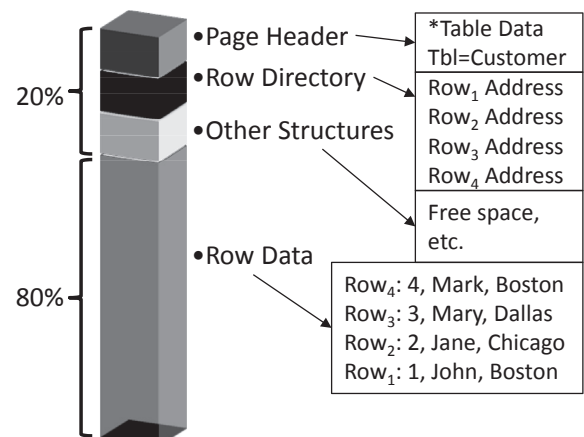 20%
80%
•Page Header
•Row Directory
•Other Structures
•Row Data
*Table Data
Tbl=Customer
Row₁ Address
Row₂ Address
Row₃ Address
Row₄ Address
Free space,
etc.
Row₄: 4, Mark, Boston
Row₃: 3, Mary, Dallas
Row₂: 2, Jane, Chicago
Row₁: 1, John, Boston